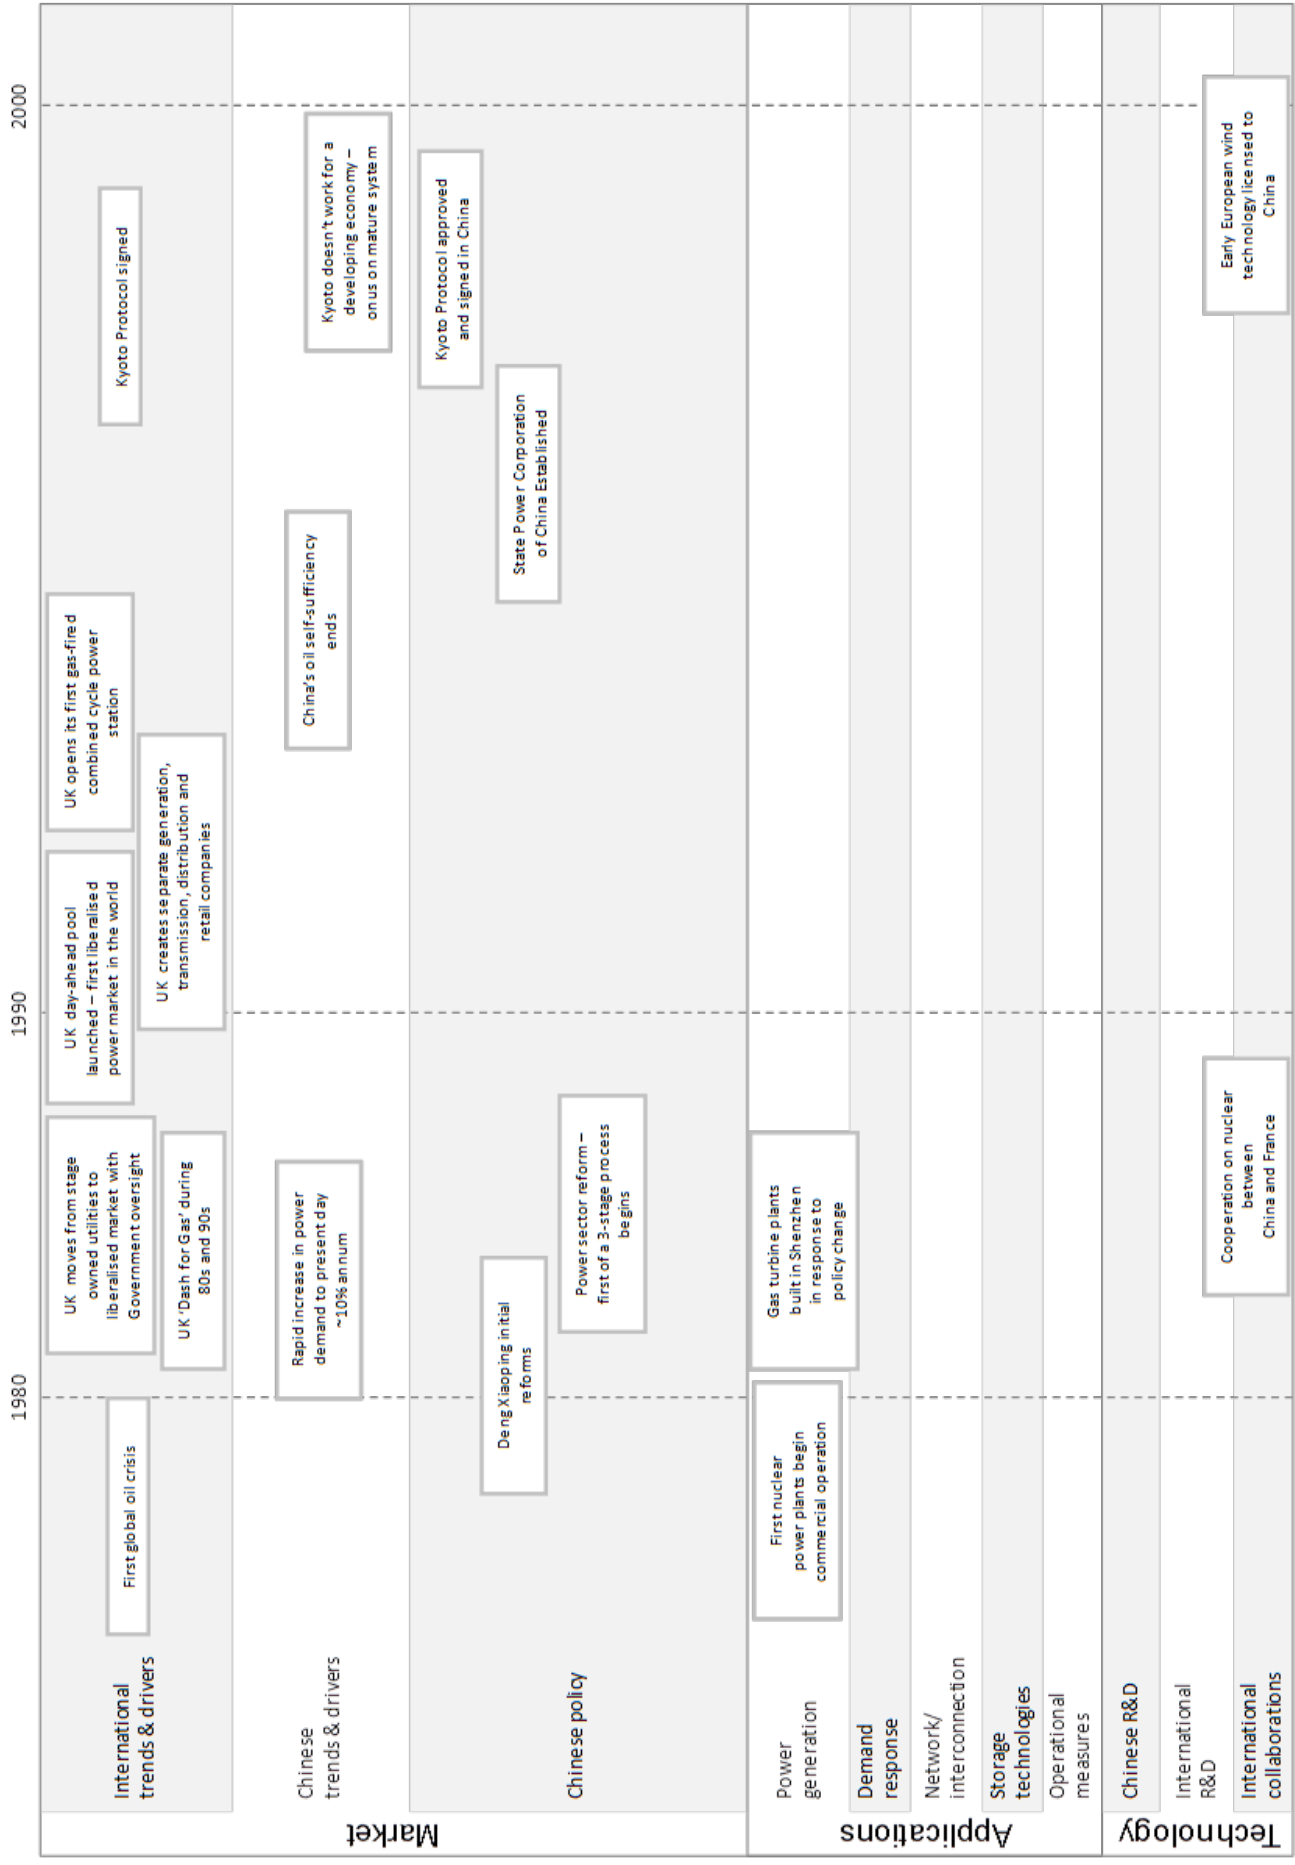 1980
1990
2000
Market
International
trends & drivers
First global oil crisis
UK moves from stage
owned utilities to
liberalised market with
Government oversight
UK 'Dash for Gas' during
80s and 90s
UK day-ahead pool
launched – first liberalised
power market in the world
UK creates separate generation,
transmission, distribution and
retail companies
UK opens its first gas-fired
combined cycle power
station
Kyoto Protocol signed
Chinese
trends & drivers
Rapid increase in power
demand to present day
~10% annum
China's oil self-sufficiency
ends
Kyoto doesn't work for a
developing economy –
onus on mature system
Chinese policy
Deng Xiaoping initial
reforms
Power sector reform –
first of a 3-stage process
begins
State Power Corporation
of China Established
Kyoto Protocol approved
and signed in China
Applications
Power
generation
First nuclear
power plants begin
commercial operation
Gas turbine plants
built in Shenzhen
in response to
policy change
Demand
response
Network/
interconnection
Storage
technologies
Operational
measures
Technology
Chinese R&D
International
R&D
International
collaborations
Cooperation on nuclear
between
China and France
Early European wind
technology licensed to
China